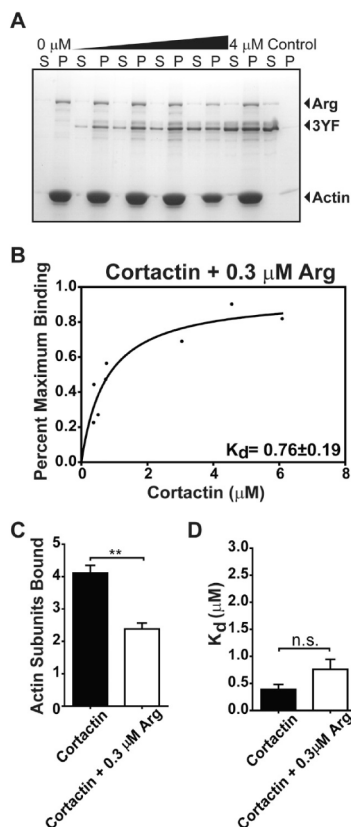 A
0 μM 4 μM Control
S P S P S P S P S P S P S P
Arg
3YF
Actin
B
Cortactin + 0.3 μM Arg
Percent Maximum Binding
1.0
0.8
0.6
0.4
0.2
0.0
0 2 4 6 8
Kd= 0.76±0.19
Cortactin (μM)
C
Actin Subunits Bound
5
4
3
2
1
0
**
Cortactin
Cortactin + 0.3 μM Arg
D
Kd (μM)
3.0
2.5
2.0
1.5
1.0
0.5
0.0
n.s.
Cortactin
Cortactin + 0.3μM Arg